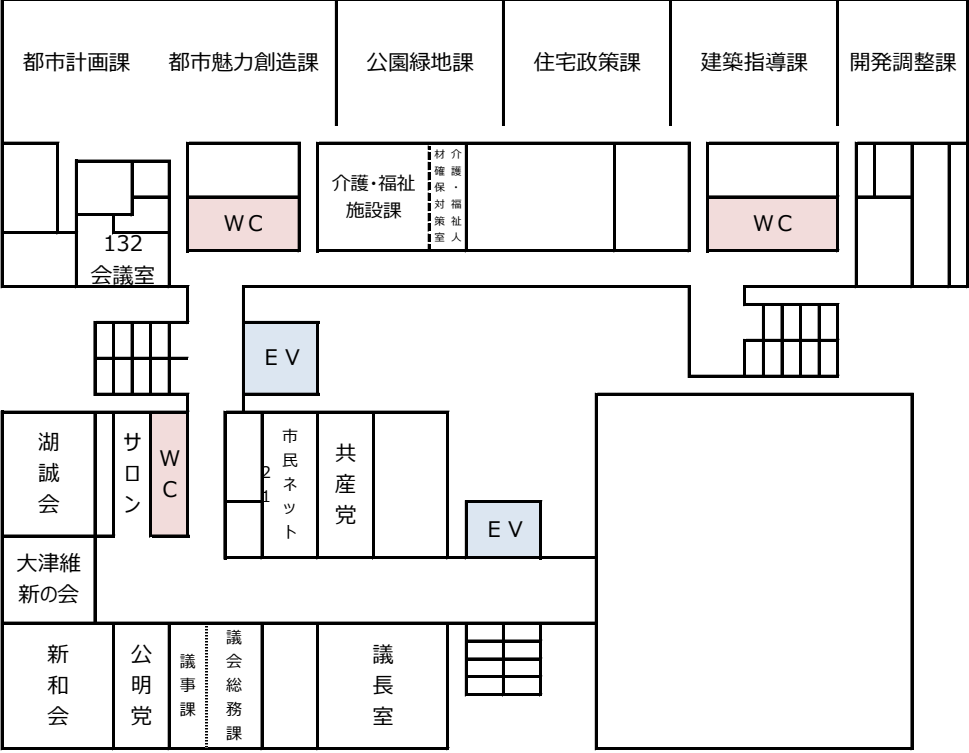 都市計画課
都市魅力創造課
公園緑地課
住宅政策課
建築指導課
開発調整課
介護・福祉
施設課
介護・福祉人
材確保対策室
WC
WC
132
会議室
EV
湖誠会
サロン
WC
市民ネット
21
共産党
EV
大津維
新の会
新和会
公明党
議事課
議会総務課
議長室